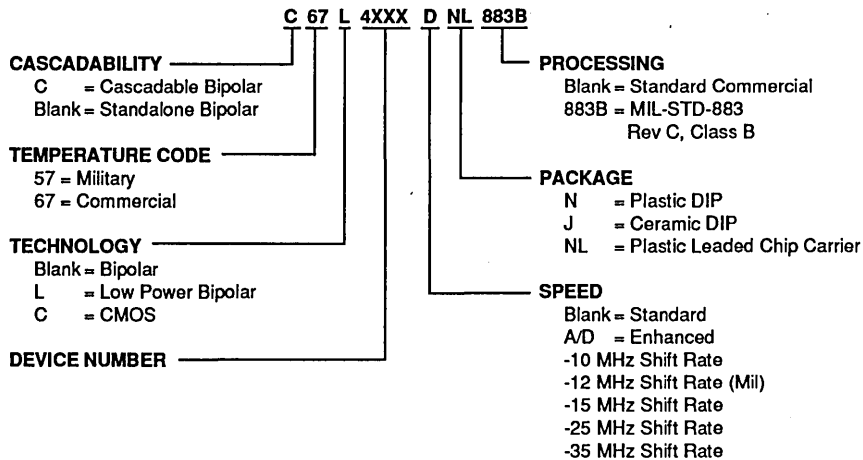 C 67 L 4XXX D NL 883B
CASCADABILITY
C = Cascadable Bipolar
Blank = Standalone Bipolar
TEMPERATURE CODE
57 = Military
67 = Commercial
TECHNOLOGY
Blank = Bipolar
L = Low Power Bipolar
C = CMOS
DEVICE NUMBER
PROCESSING
Blank = Standard Commercial
883B = MIL-STD-883
Rev C, Class B
PACKAGE
N = Plastic DIP
J = Ceramic DIP
NL = Plastic Leaded Chip Carrier
SPEED
Blank = Standard
A/D = Enhanced
-10 MHz Shift Rate
-12 MHz Shift Rate (Mil)
-15 MHz Shift Rate
-25 MHz Shift Rate
-35 MHz Shift Rate